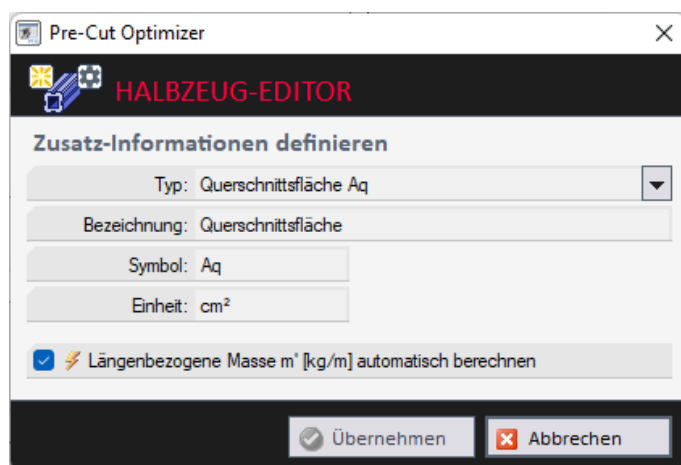 Pre-Cut Optimizer
HALBZEUG-EDITOR
Zusatz-Informationen definieren
Typ: Querschnittsfläche Aq
Bezeichnung: Querschnittsfläche
Symbol: Aq
Einheit: cm²
Längenbezogene Masse m' [kg/m] automatisch berechnen
Übernehmen Abbrechen